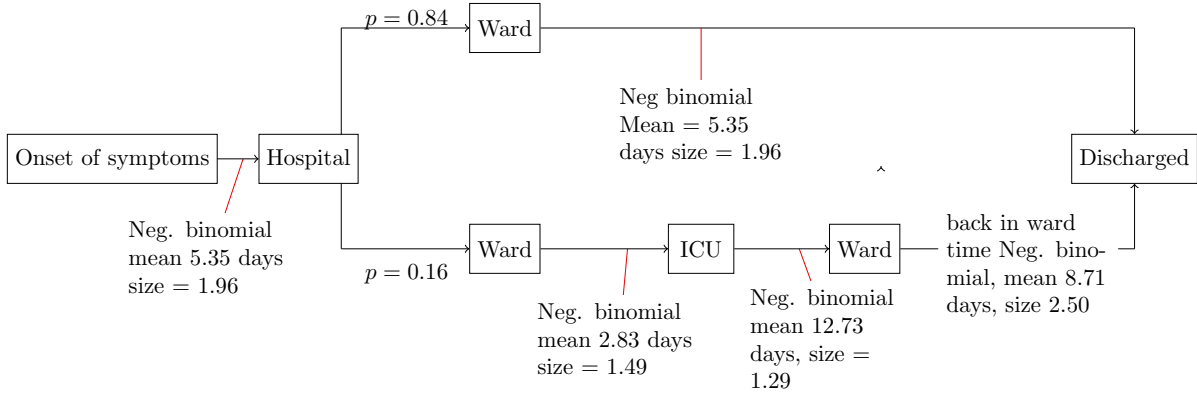 p = 0.84
Ward
Neg binomial
Mean = 5.35
days size = 1.96
Onset of symptoms
Hospital
Discharged
Neg. binomial
mean 5.35 days
size = 1.96
p = 0.16
Ward
ICU
Ward
back in ward
time Neg. bino-
mial, mean 8.71
days, size 2.50
Neg. binomial
mean 2.83 days
size = 1.49
Neg. binomial
mean 12.73
days, size =
1.29